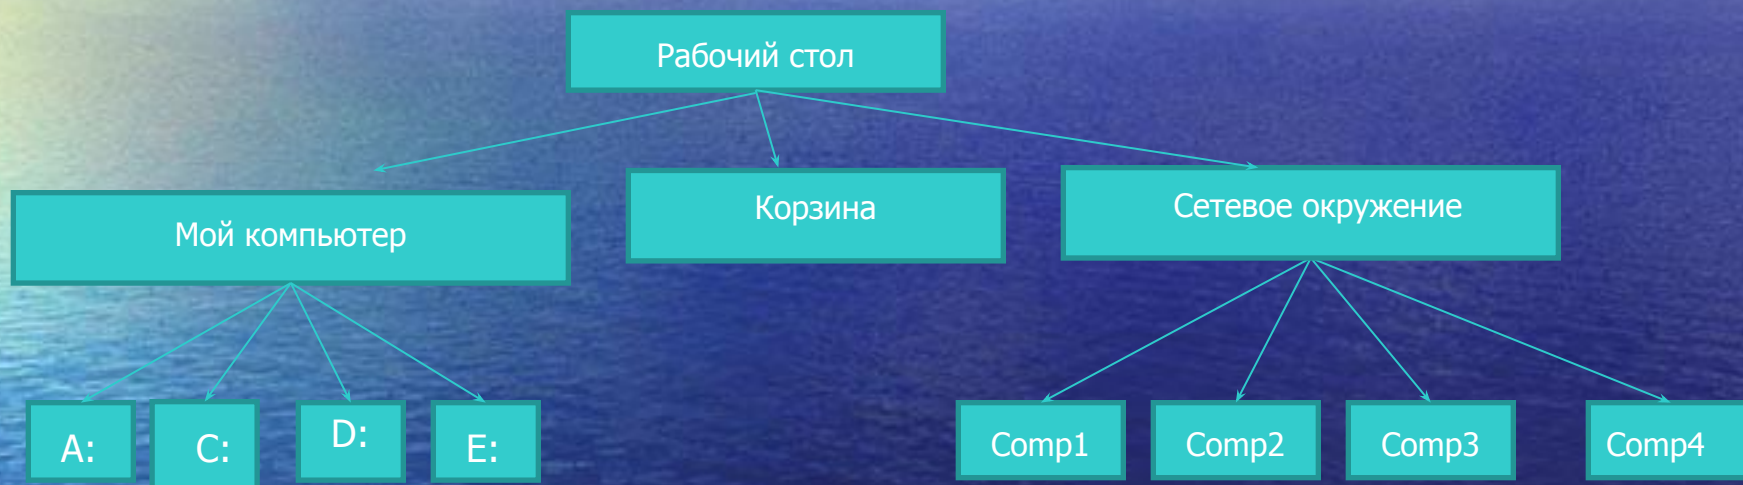 Рабочий стол
Мой компьютер
Корзина
Сетевое окружение
A:
C:
D:
E:
Comp1
Comp2
Comp3
Comp4